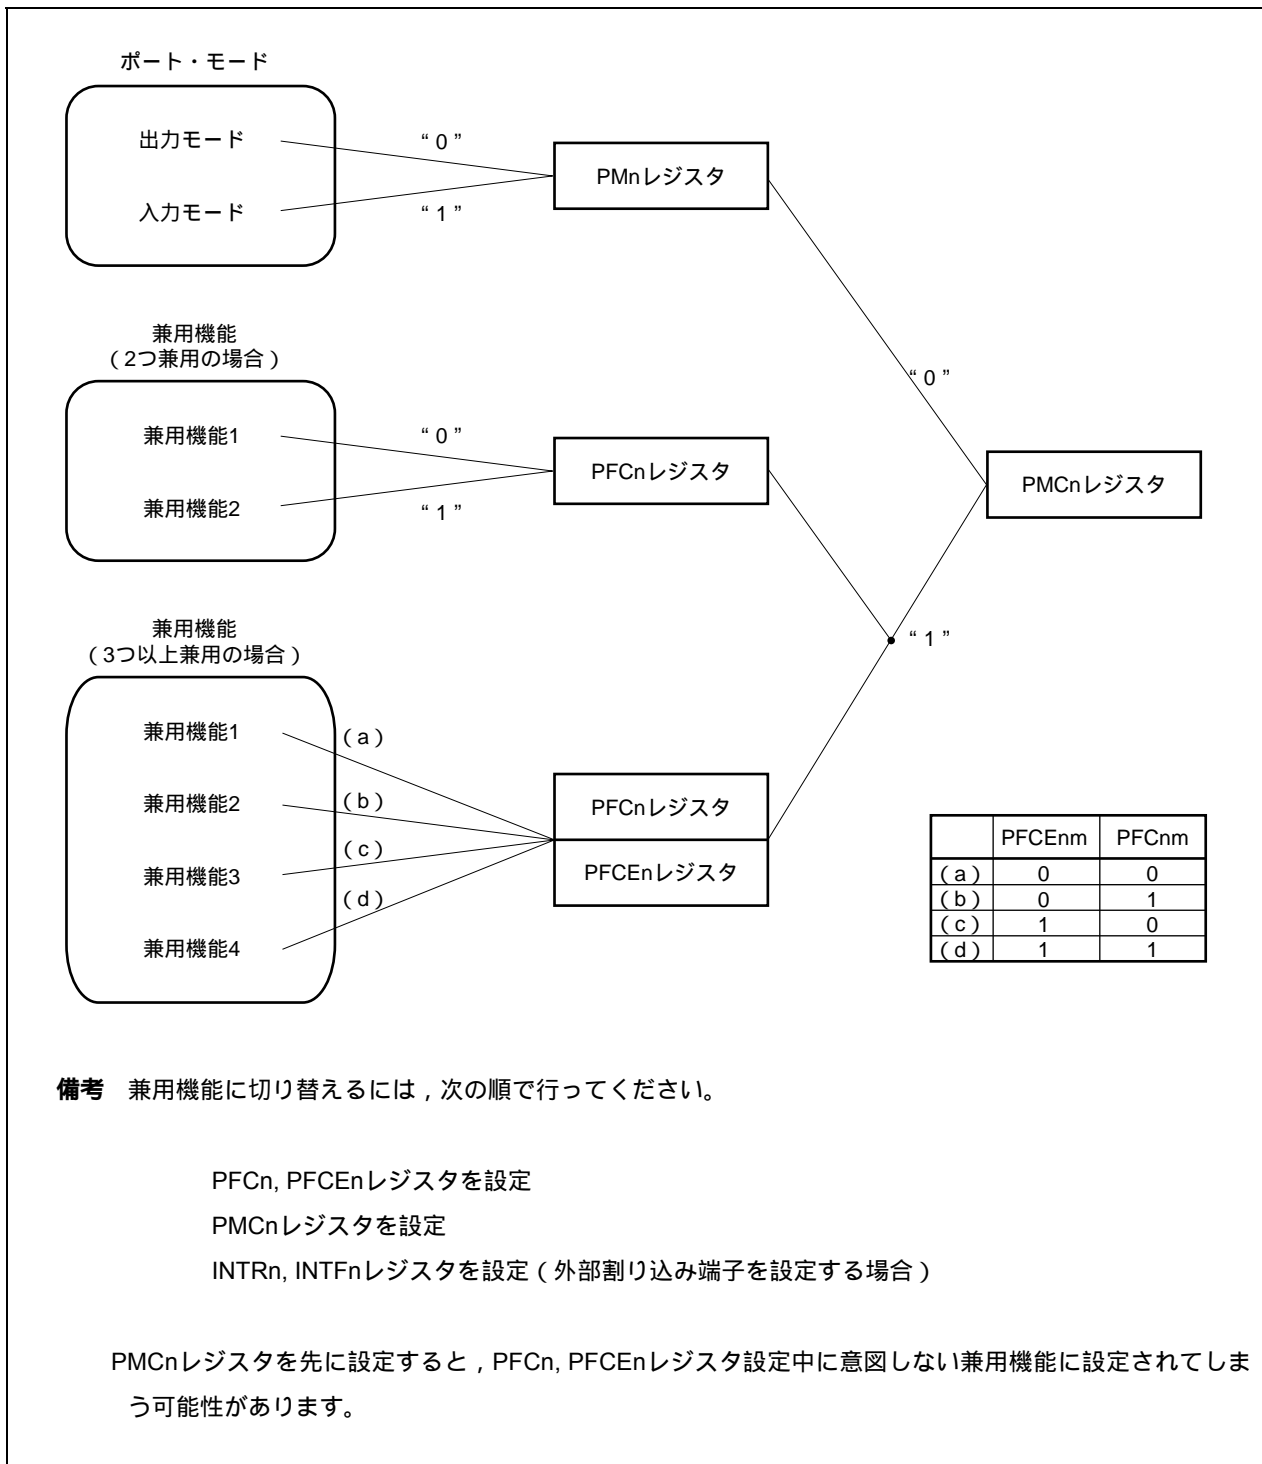 ポート・モード
出力モード
“ 0 ”
PMnレジスタ
入力モード
“ 1 ”
兼用機能
（2つ兼用の場合）
“ 0 ”
兼用機能1
“ 0 ”
PFCnレジスタ
PMCnレジスタ
兼用機能2
“ 1 ”
兼用機能
（3つ以上兼用の場合）
“ 1 ”
兼用機能1
（a）
兼用機能2
（b）
PFCnレジスタ
（c）
兼用機能3
PFCEnレジスタ
（d）
兼用機能4
PFCEnm PFCnm
（a） 0 0
（b） 0 1
（c） 1 0
（d） 1 1
備考 兼用機能に切り替えるには，次の順で行ってください。
PFCn, PFCEnレジスタを設定
PMCnレジスタを設定
INTRn, INTFnレジスタを設定（外部割り込み端子を設定する場合）
PMCnレジスタを先に設定すると，PFCn, PFCEnレジスタ設定中に意図しない兼用機能に設定されてしま
う可能性があります。